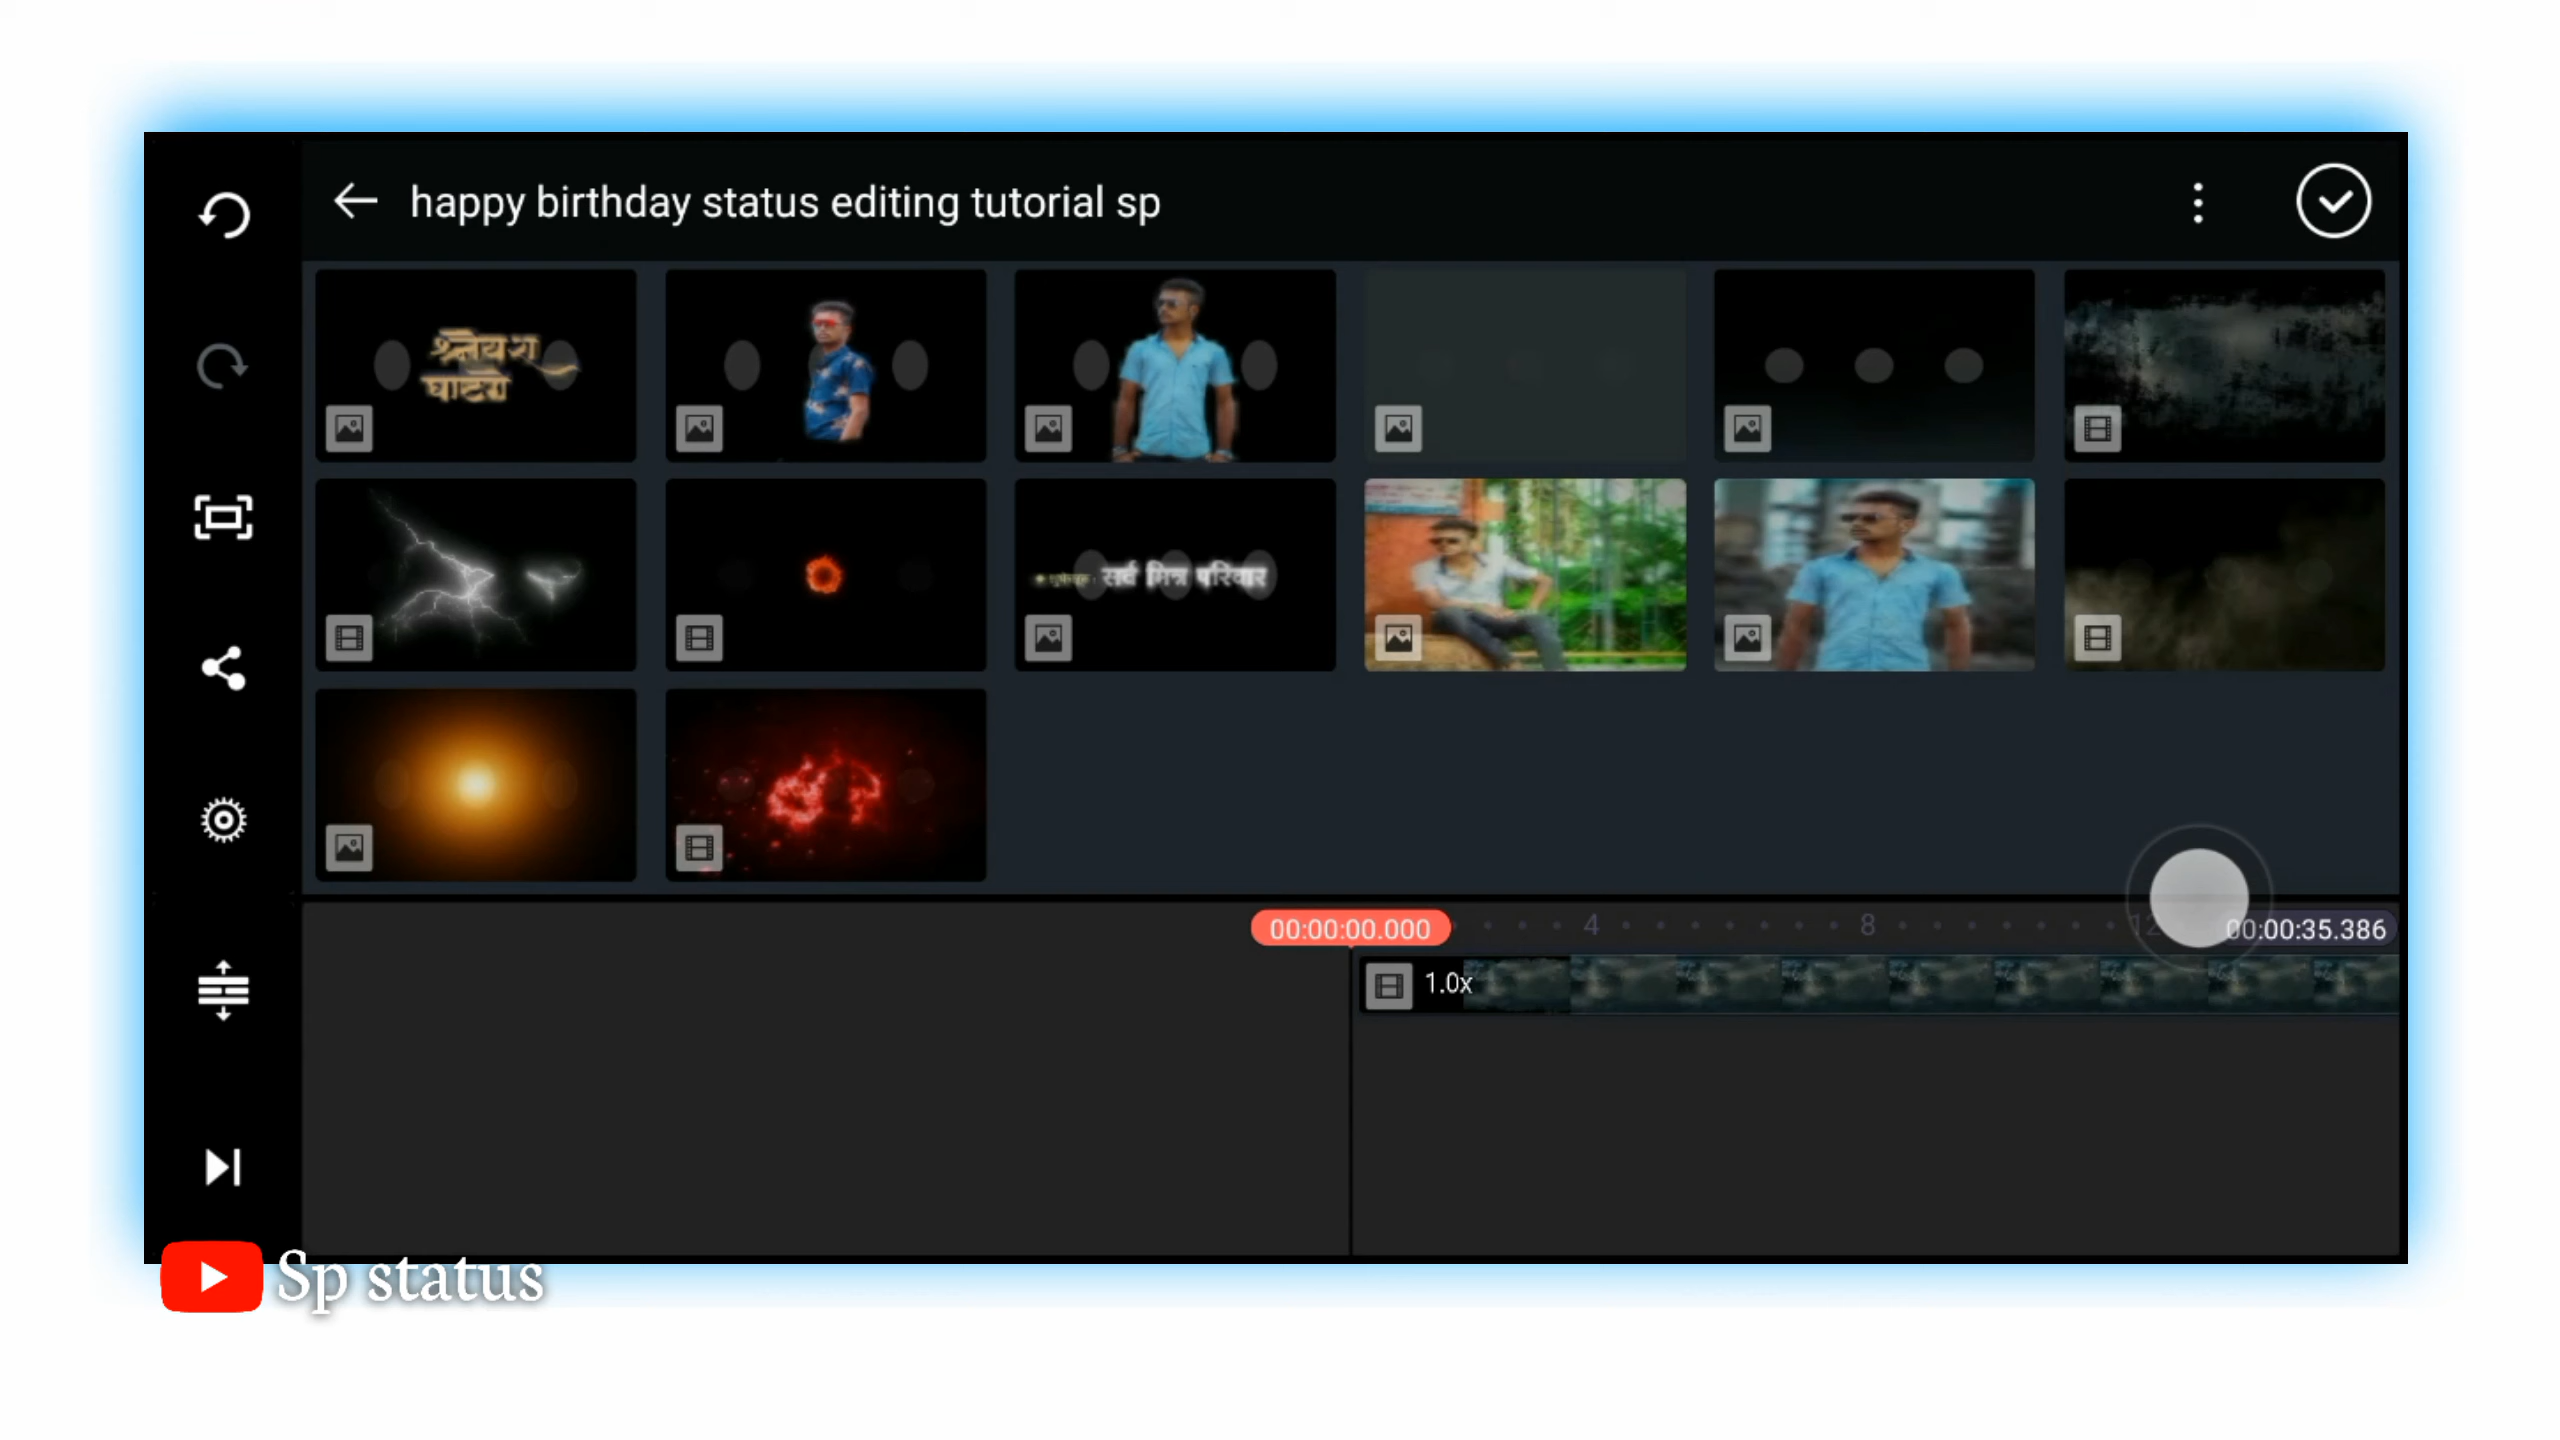 happy birthday status editing tutorial sp
सर्व मित्र परिवार
00:00:00.000
4
8
12
00:00:35.386
1.0x
Sp status